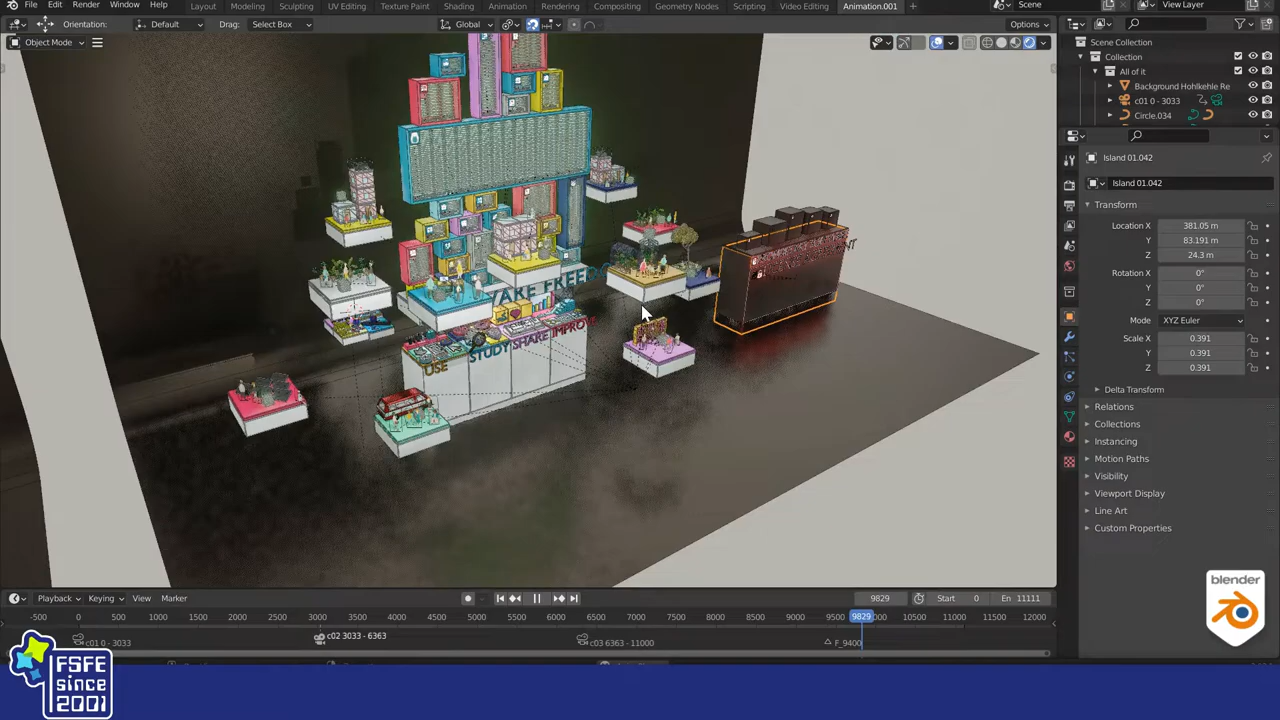 File Edit Render Window Help Layout Modeling Sculpting UV Editing Texture Paint Shading Animation Rendering Compositing Geometry Nodes Scripting Video Editing Animation.001 + Scene View Layer
Orientation: Default Drag: Select Box Global Options
Object Mode
Scene Collection
Collection
All of it
Background Hohlkehle Re
c01 0 - 3033
Circle.034
Island 01.042
Island 01.042
Transform
Location X 381.05 m
Y 83.191 m
Z 24.3 m
Rotation X 0°
Y 0°
Z 0°
Mode XYZ Euler
Scale X 0.391
Y 0.391
Z 0.391
Delta Transform
Relations
Collections
Instancing
Motion Paths
Visibility
Viewport Display
Line Art
Custom Properties
USE STUDY SHARE IMPROVE
Playback Keying View Marker 9829 Start 0 En 11111
-500 0 500 1000 1500 2000 2500 3000 3500 4000 4500 5000 5500 6000 6500 7000 7500 8000 8500 9000 9500 9829 10500 11000 11500 12000
c01 0 - 3033 c02 3033 - 6363 c03 6363 - 11000 F_9400
FSFE
since
2001
blender